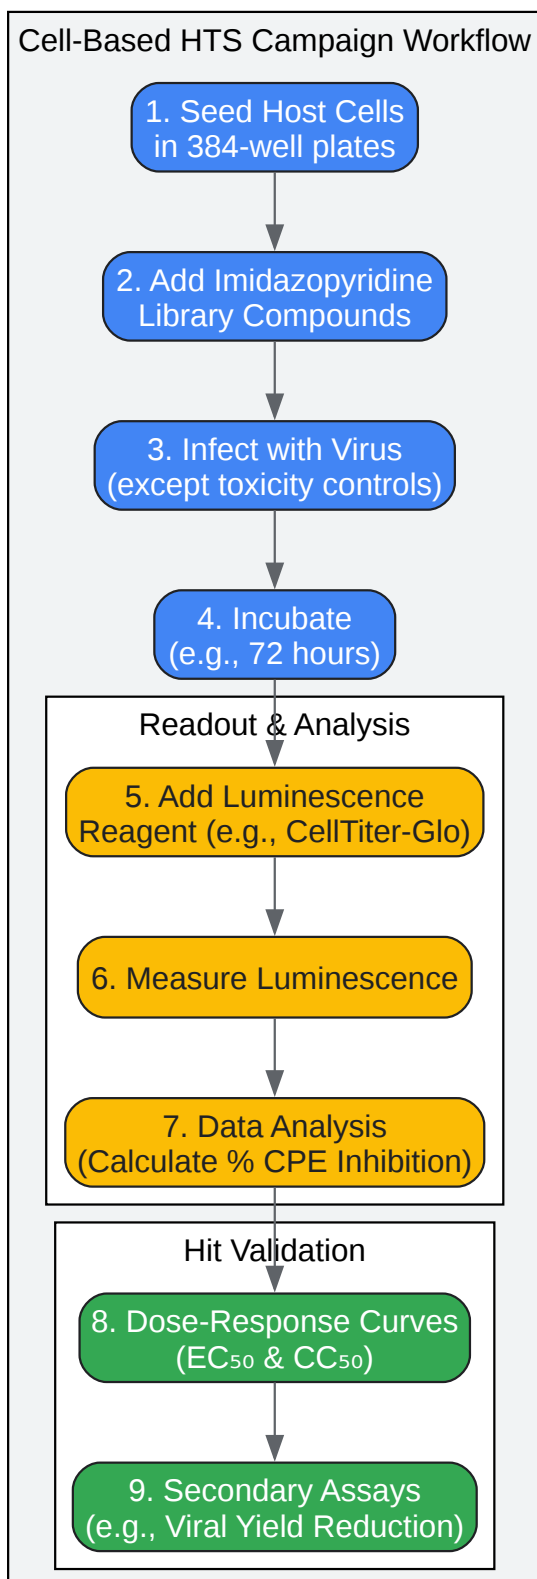 Cell-Based HTS Campaign Workflow
1. Seed Host Cells
in 384-well plates
2. Add Imidazopyridine
Library Compounds
3. Infect with Virus
(except toxicity controls)
4. Incubate
(e.g., 72 hours)
Readout & Analysis
5. Add Luminescence
Reagent (e.g., CellTiter-Glo)
6. Measure Luminescence
7. Data Analysis
(Calculate % CPE Inhibition)
Hit Validation
8. Dose-Response Curves
(EC₅₀ & CC₅₀)
9. Secondary Assays
(e.g., Viral Yield Reduction)